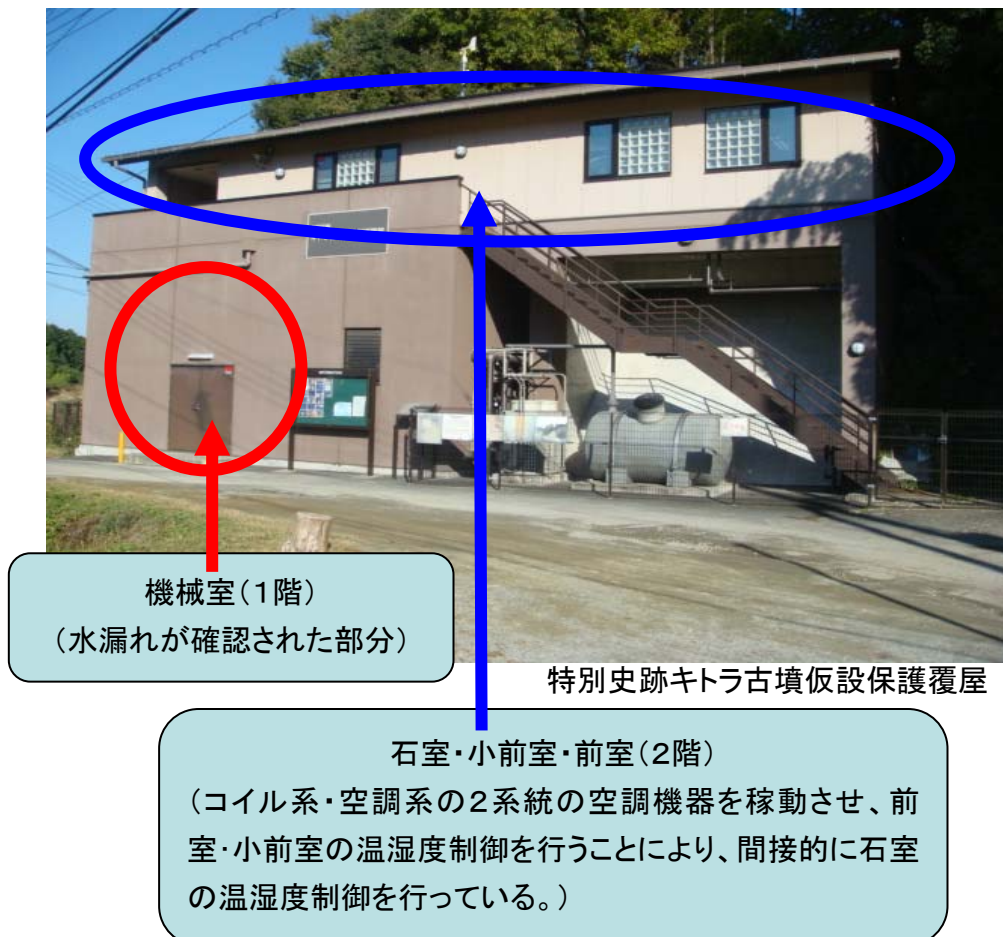 機械室(1階)
(水漏れが確認された部分)
特別史跡キトラ古墳仮設保護覆屋
石室・小前室・前室(2階)
(コイル系・空調系の2系統の空調機器を稼動させ、前
室・小前室の温湿度制御を行うことにより、間接的に石室
の温湿度制御を行っている。)